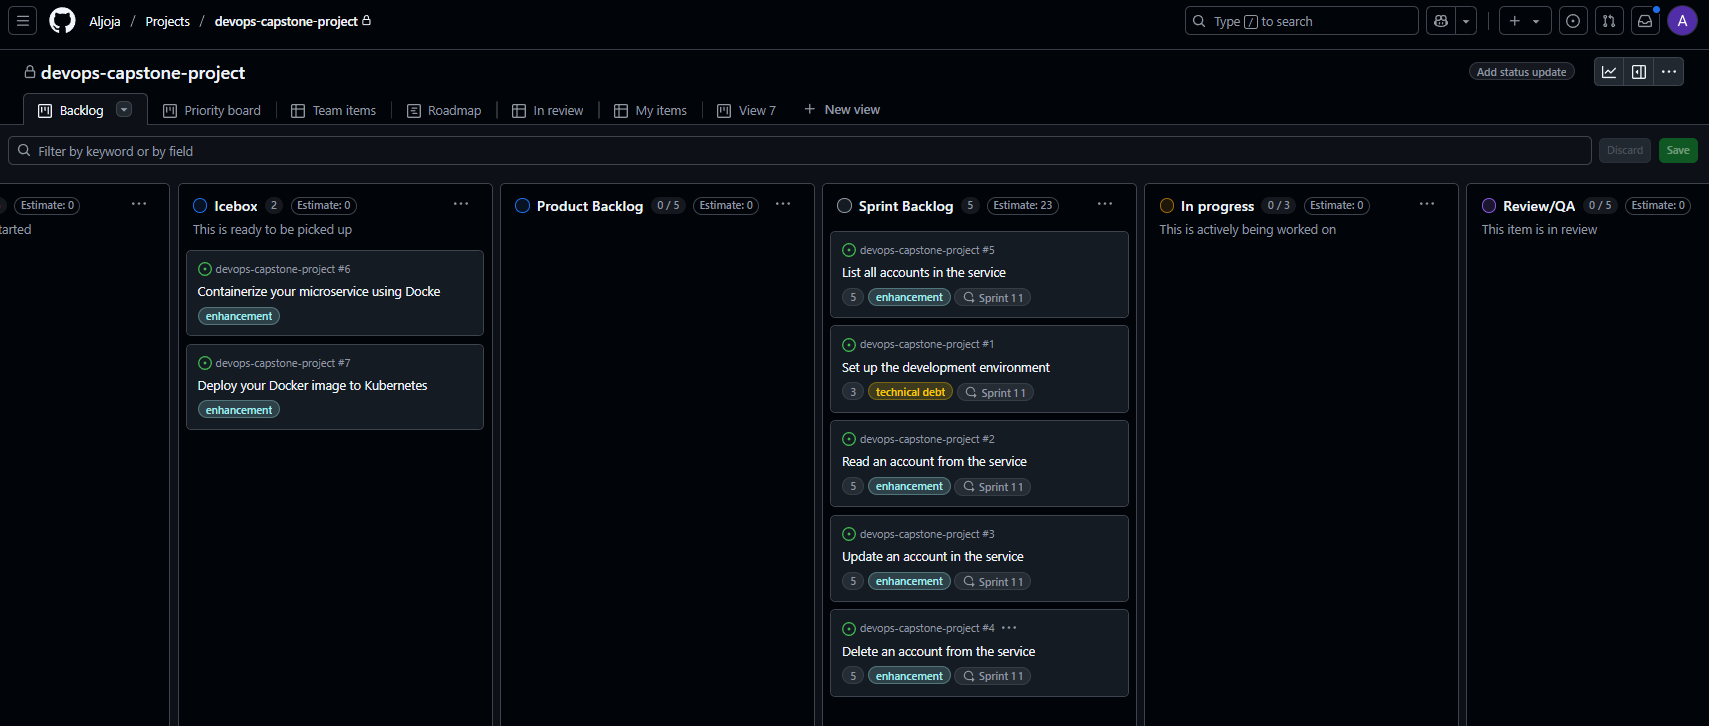 Aljoja / Projects / devops-capstone-project
Type / to search
A
devops-capstone-project
Add status update
Backlog
Priority board
Team items
Roadmap
In review
My items
View 7
New view
Filter by keyword or by field
Discard
Save
Estimate: 0
tarted
Icebox 2 Estimate: 0
This is ready to be picked up
devops-capstone-project #6
Containerize your microservice using Docke
enhancement
devops-capstone-project #7
Deploy your Docker image to Kubernetes
enhancement
Product Backlog 0 / 5 Estimate: 0
Sprint Backlog 5 Estimate: 23
devops-capstone-project #5
List all accounts in the service
5 enhancement Sprint 11
devops-capstone-project #1
Set up the development environment
3 technical debt Sprint 11
devops-capstone-project #2
Read an account from the service
5 enhancement Sprint 11
devops-capstone-project #3
Update an account in the service
5 enhancement Sprint 11
devops-capstone-project #4
Delete an account from the service
5 enhancement Sprint 11
In progress 0 / 3 Estimate: 0
This is actively being worked on
Review/QA 0 / 5 Estimate: 0
This item is in review